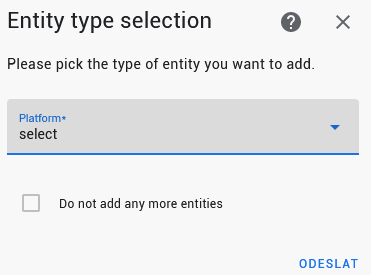 Entity type selection
Please pick the type of entity you want to add.
Platform*
select
Do not add any more entities
ODESLAT